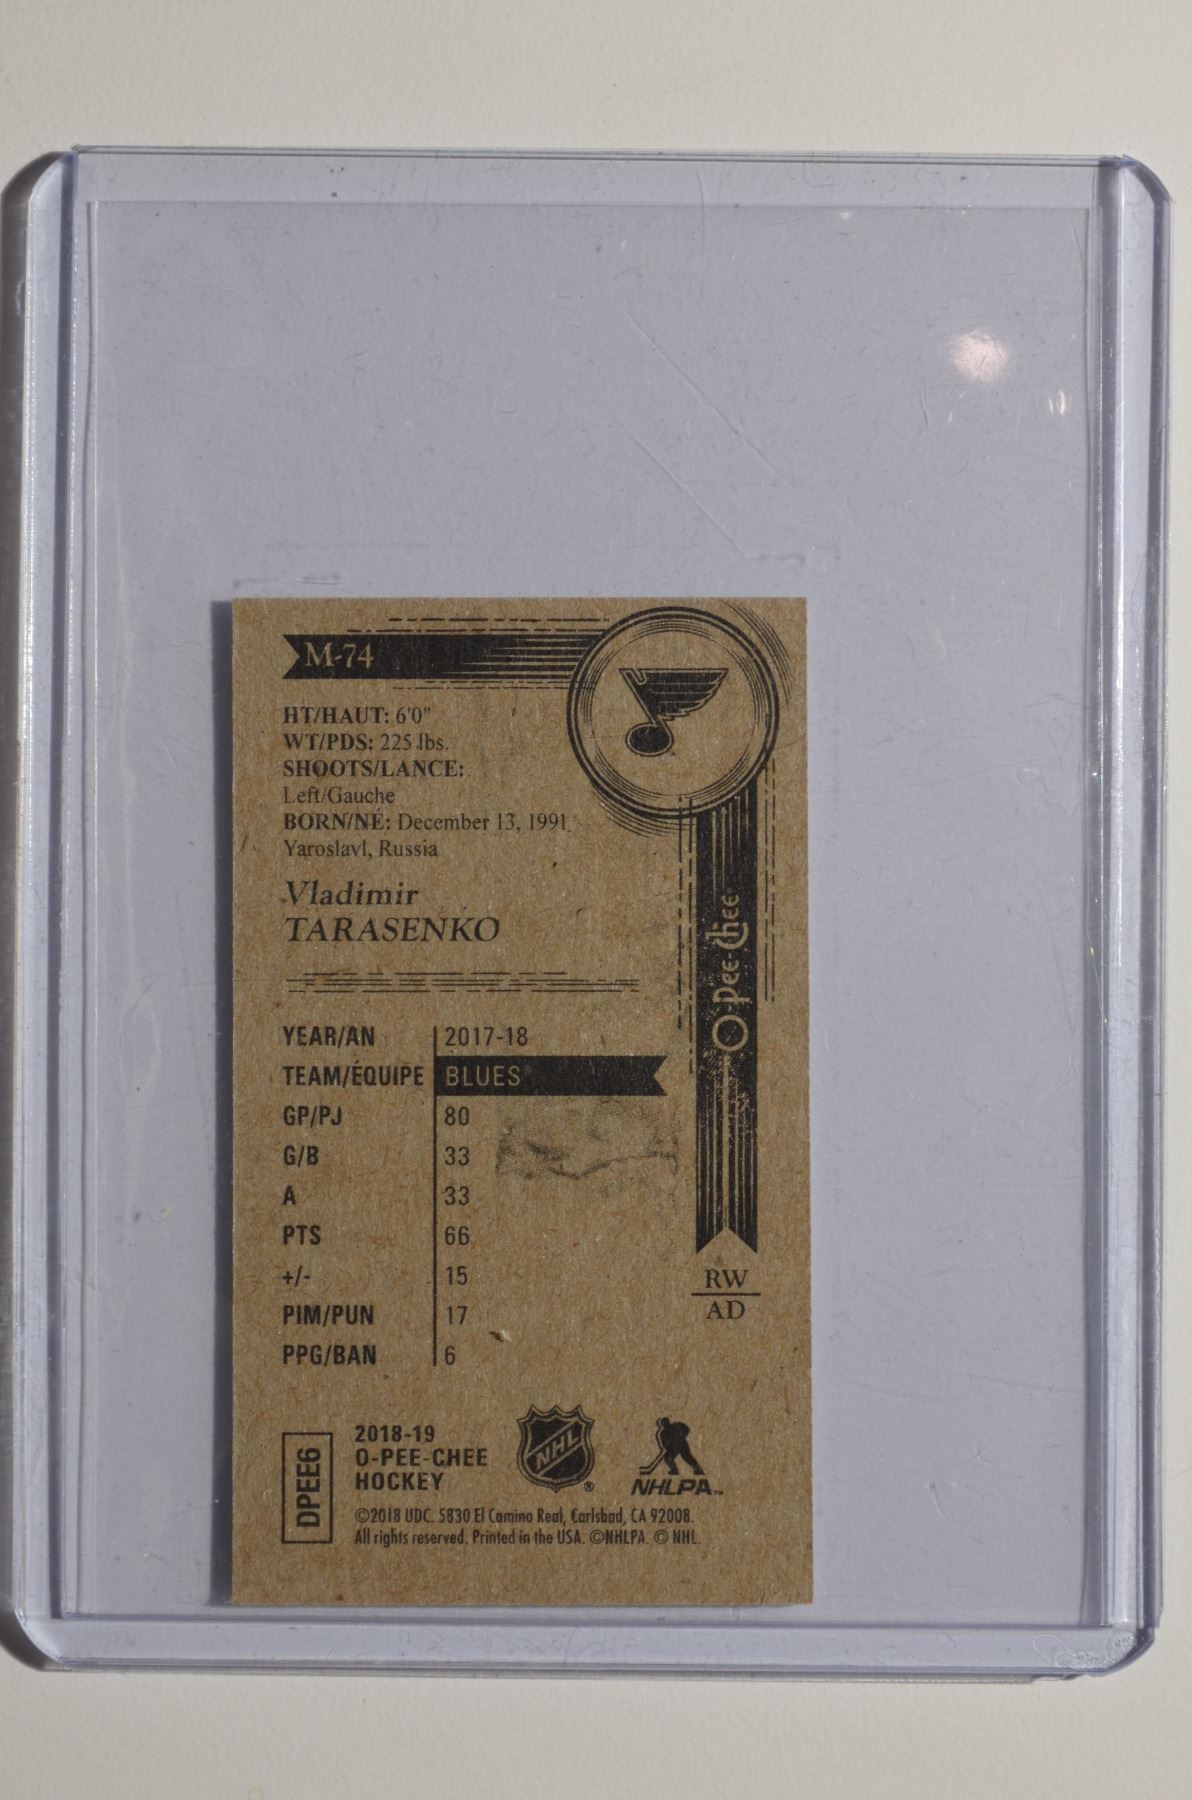 M-74
HT/HAUT: 6'0"
WT/PDS: 225 lbs.
SHOOTS/LANCE:
Left/Gauche
BORN/NÉ: December 13, 1991
Yaroslavl, Russia
Vladimir
TARASENKO
O-Pee-Chee
YEAR/AN 2017-18
TEAM/ÉQUIPE BLUES
GP/PJ 80
G/B 33
A 33
PTS 66
+/- 15
PIM/PUN 17
PPG/BAN 6
RW
AD
DPEE6
2018-19
O-PEE-CHEE
HOCKEY
NHL ®
NHLPA™
©2018 UDC. 5830 El Camino Real, Carlsbad, CA 92008.
All rights reserved. Printed in the USA. ©NHLPA. © NHL.